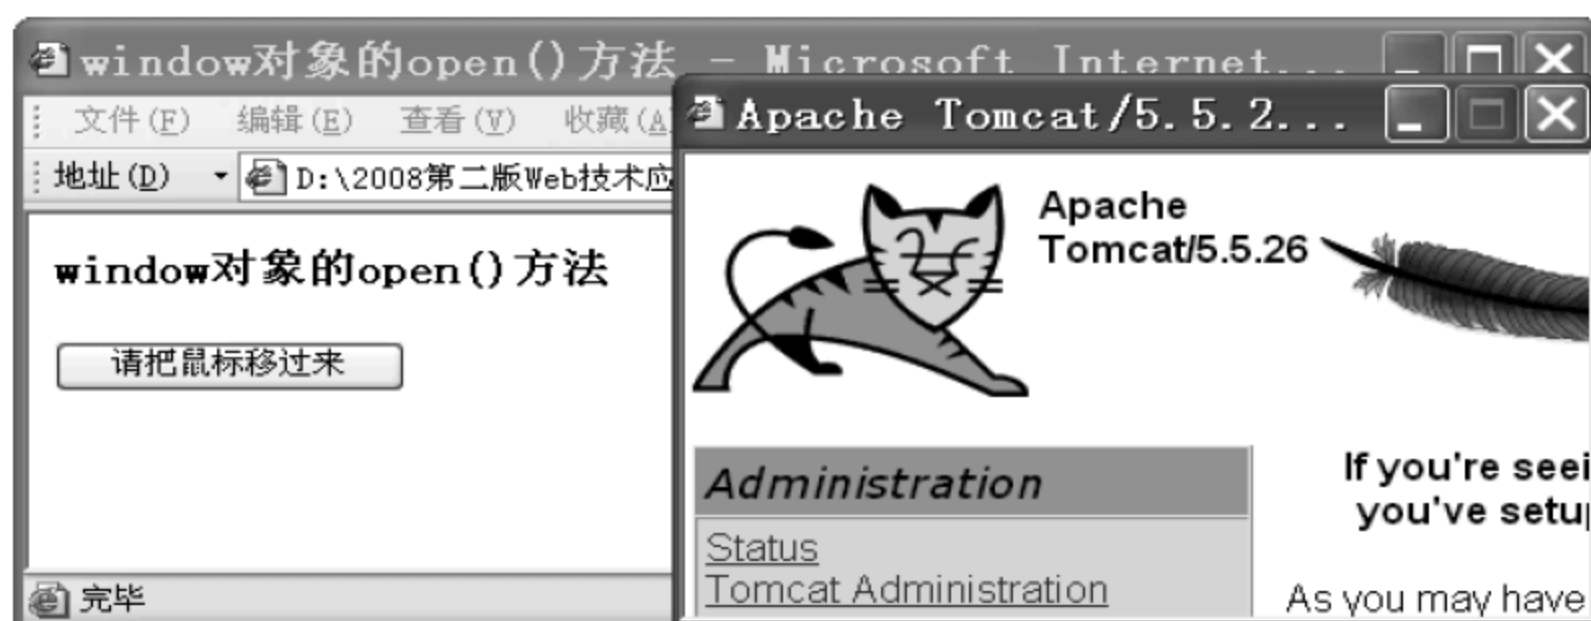 window对象的open()方法 - Microsoft Internet...
文件(F) 编辑(E) 查看(V) 收藏(A
地址(D) D:\2008第二版Web技术应
window对象的open()方法
请把鼠标移过来
完毕
Apache Tomcat/5.5.2...
Apache
Tomcat/5.5.26
Administration
Status
Tomcat Administration
If you're seei
you've setup
As you may have